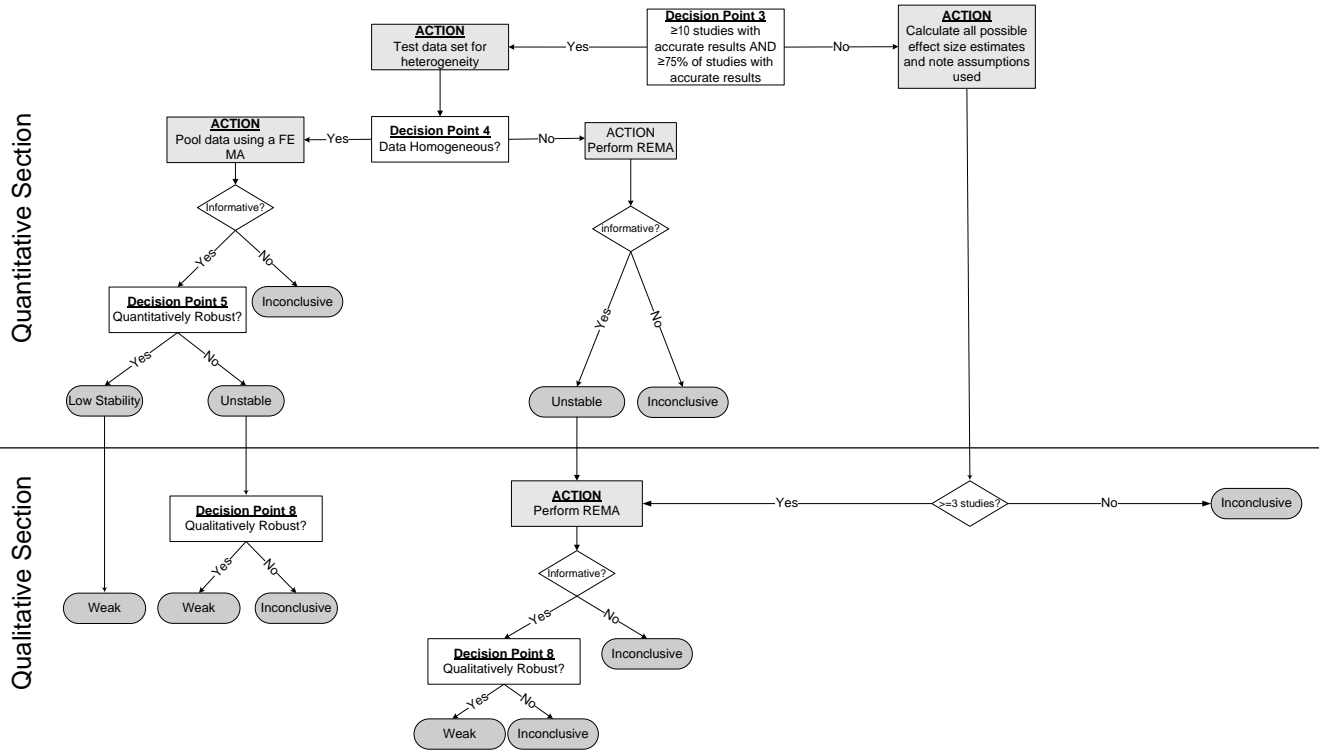 Quantitative Section
ACTION
Test data set for
heterogeneity
Yes
Decision Point 3
≥10 studies with
accurate results AND
≥75% of studies with
accurate results
No
ACTION
Calculate all possible
effect size estimates
and note assumptions
used
ACTION
Pool data using a FE
MA
Yes
Decision Point 4
Data Homogeneous?
No
ACTION
Perform REMA
Informative?
informative?
Yes
No
Decision Point 5
Quantitatively Robust?
Inconclusive
Yes
No
Yes
No
Low Stability
Unstable
Unstable
Inconclusive
Qualitative Section
Decision Point 8
Qualitatively Robust?
ACTION
Perform REMA
Yes
>=3 studies?
No
Inconclusive
Yes
No
Informative?
Weak
Weak
Inconclusive
Yes
No
Decision Point 8
Qualitatively Robust?
Inconclusive
Yes
No
Weak
Inconclusive